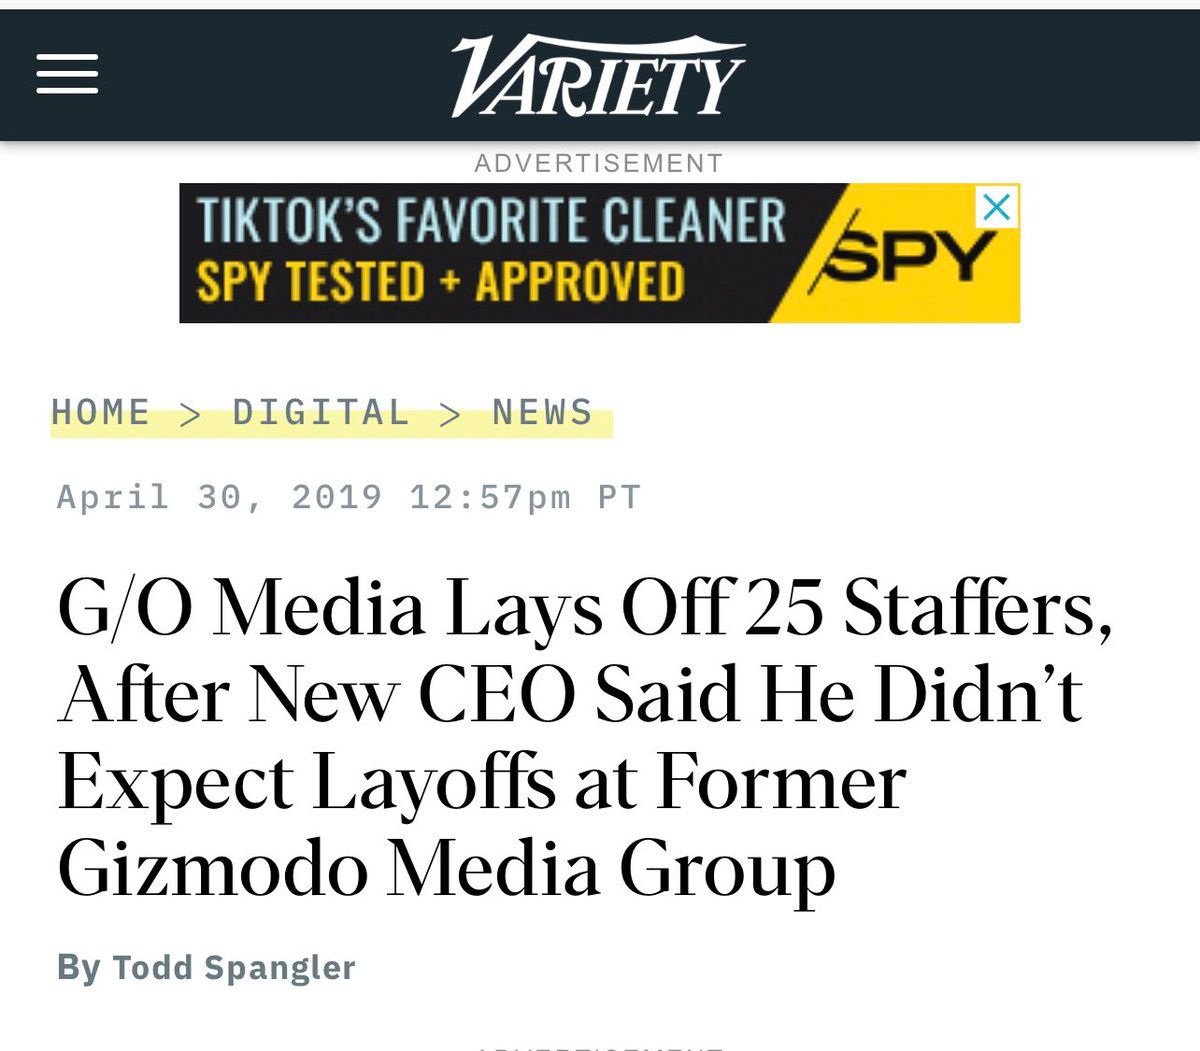 VARIETY
ADVERTISEMENT
TIKTOK'S FAVORITE CLEANER
SPY TESTED + APPROVED
SPY
HOME > DIGITAL > NEWS
April 30, 2019 12:57pm PT
G/O Media Lays Off 25 Staffers,
After New CEO Said He Didn’t
Expect Layoffs at Former
Gizmodo Media Group
By Todd Spangler